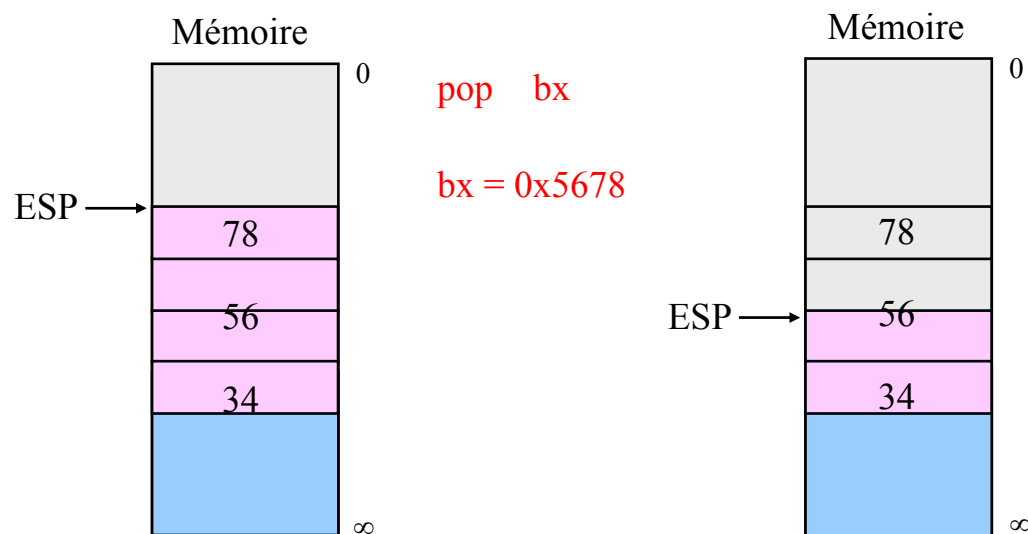 Mémoire
0
pop bx
bx = 0x5678
ESP
78
56
34
∞
Mémoire
0
78
ESP
56
34
∞